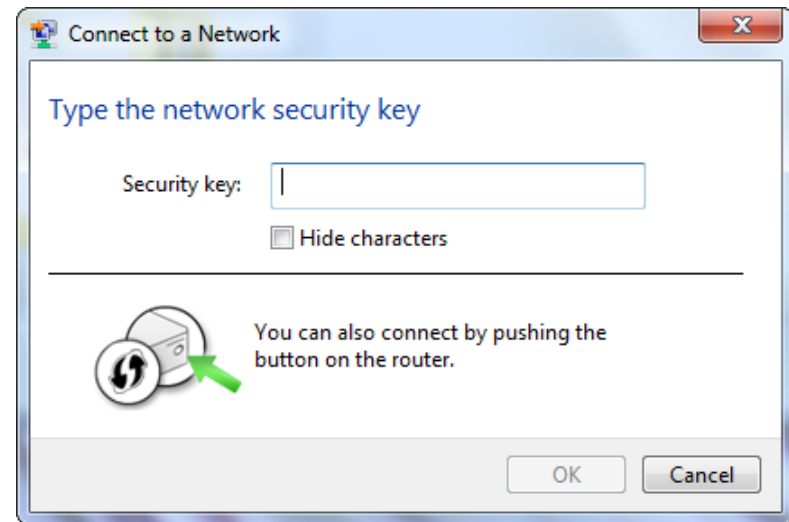 Connect to a Network
Type the network security key
Security key:
Hide characters
You can also connect by pushing the
button on the router.
OK
Cancel